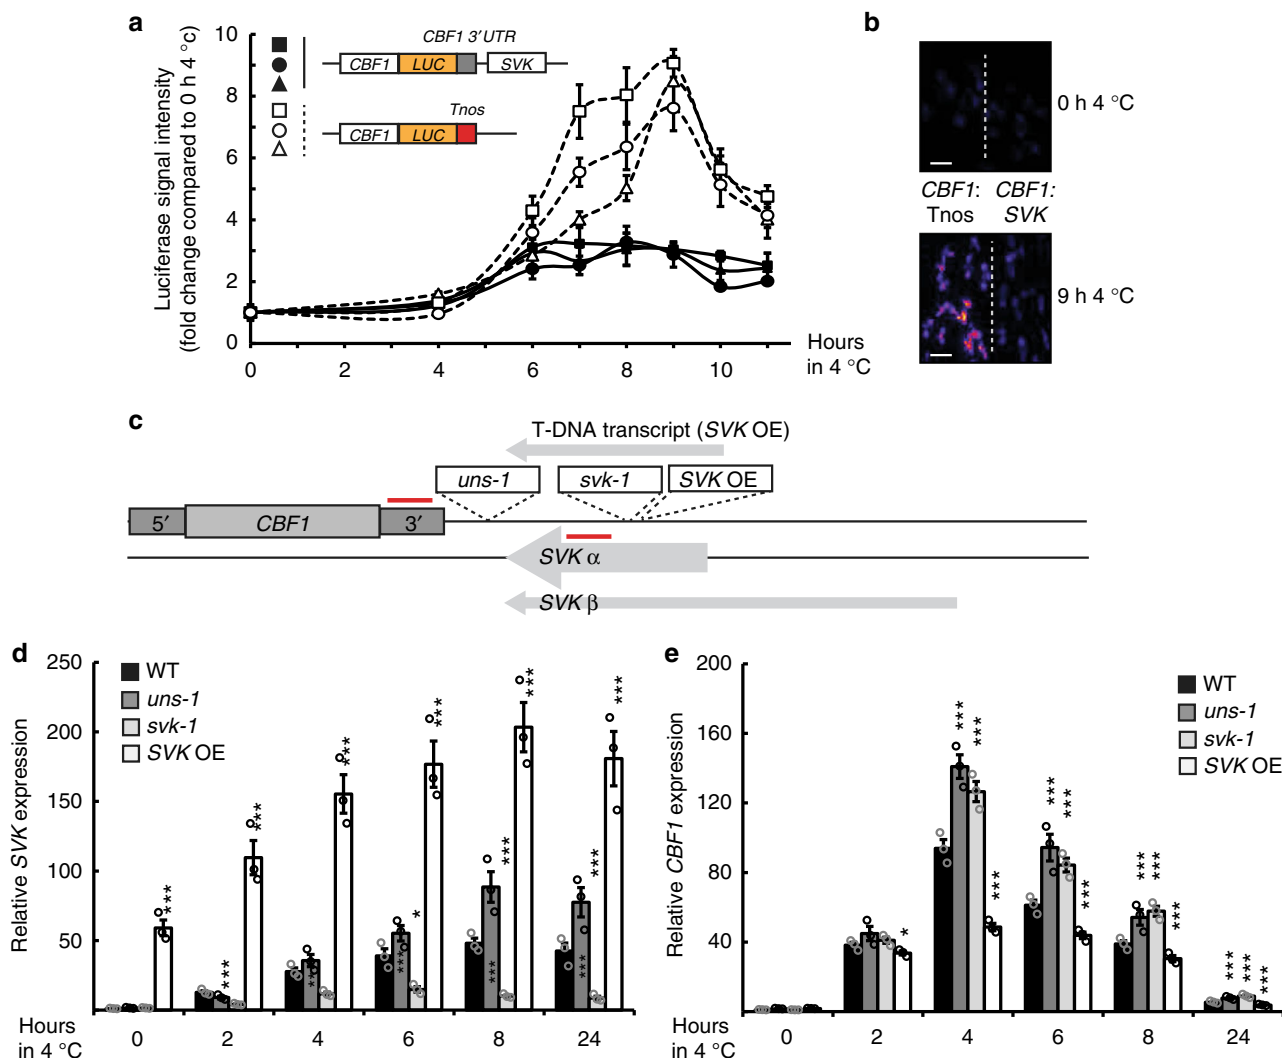 a
Luciferase signal intensity
(fold change compared to 0 h 4 °c)
10
8
6
4
2
0
0
2
4
6
8
10
Hours
in 4 °C
CBF1 3′ UTR
CBF1
LUC
SVK
Tnos
CBF1
LUC
b
0 h 4 °C
CBF1:
Tnos
CBF1:
SVK
9 h 4 °C
c
T-DNA transcript (SVK OE)
uns-1
svk-1
SVK OE
5′
CBF1
3′
SVK α
SVK β
d
Relative SVK expression
250
200
150
100
50
WT
uns-1
svk-1
SVK OE
***
***
***
***
***
***
*
***
***
***
***
***
***
***
Hours
in 4 °C
0
2
4
6
8
24
e
Relative CBF1 expression
200
160
120
80
40
WT
uns-1
svk-1
SVK OE
*
***
***
***
***
***
***
***
***
***
***
***
***
Hours
in 4 °C
0
2
4
6
8
24